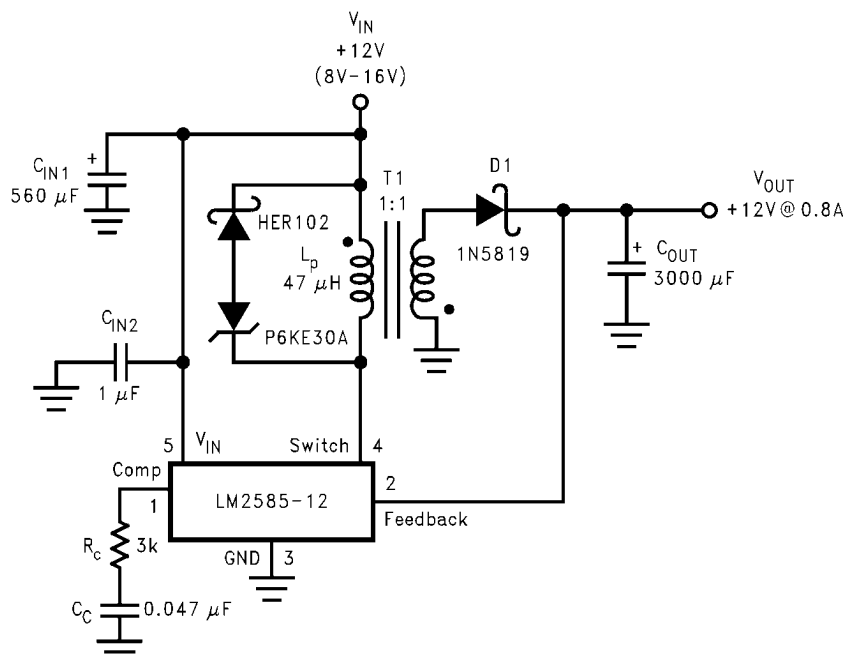 V_IN
+12V
(8V-16V)
C_IN1
+
560 μF
HER102
L_p
47 μH
P6KE30A
T1
1:1
D1
1N5819
V_OUT
+12V@ 0.8A
+
C_OUT
3000 μF
C_IN2
1 μF
5
V_IN
Switch
4
Comp
1
LM2585-12
2
Feedback
GND
3
R_c
3k
C_C
0.047 μF